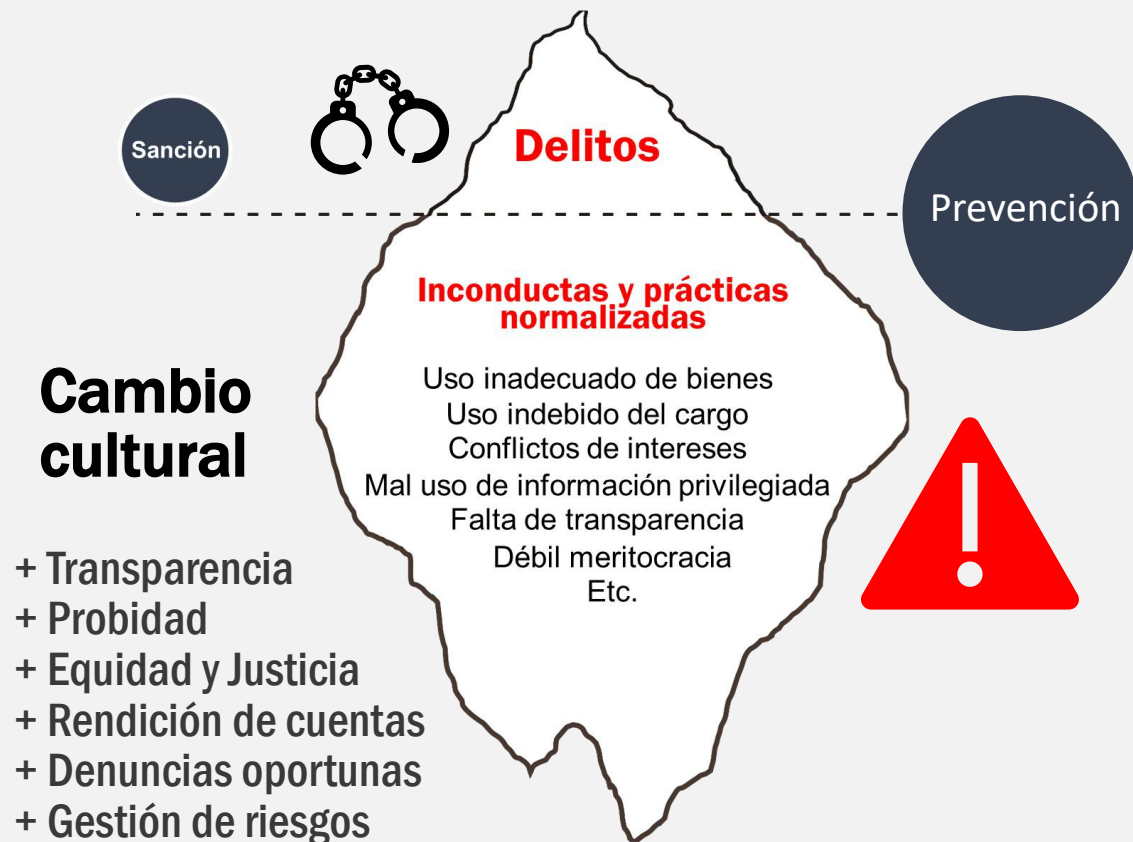 Sanción
Delitos
Prevención
Inconductas y prácticas
normalizadas
Uso inadecuado de bienes
Uso indebido del cargo
Conflictos de intereses
Mal uso de información privilegiada
Falta de transparencia
Débil meritocracia
Etc.
Cambio
cultural
+ Transparencia
+ Probidad
+ Equidad y Justicia
+ Rendición de cuentas
+ Denuncias oportunas
+ Gestión de riesgos